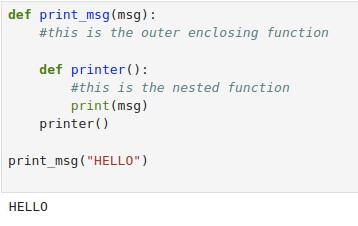 def print_msg(msg):
    #this is the outer enclosing function

    def printer():
        #this is the nested function
        print(msg)
    printer()

print_msg("HELLO")

HELLO